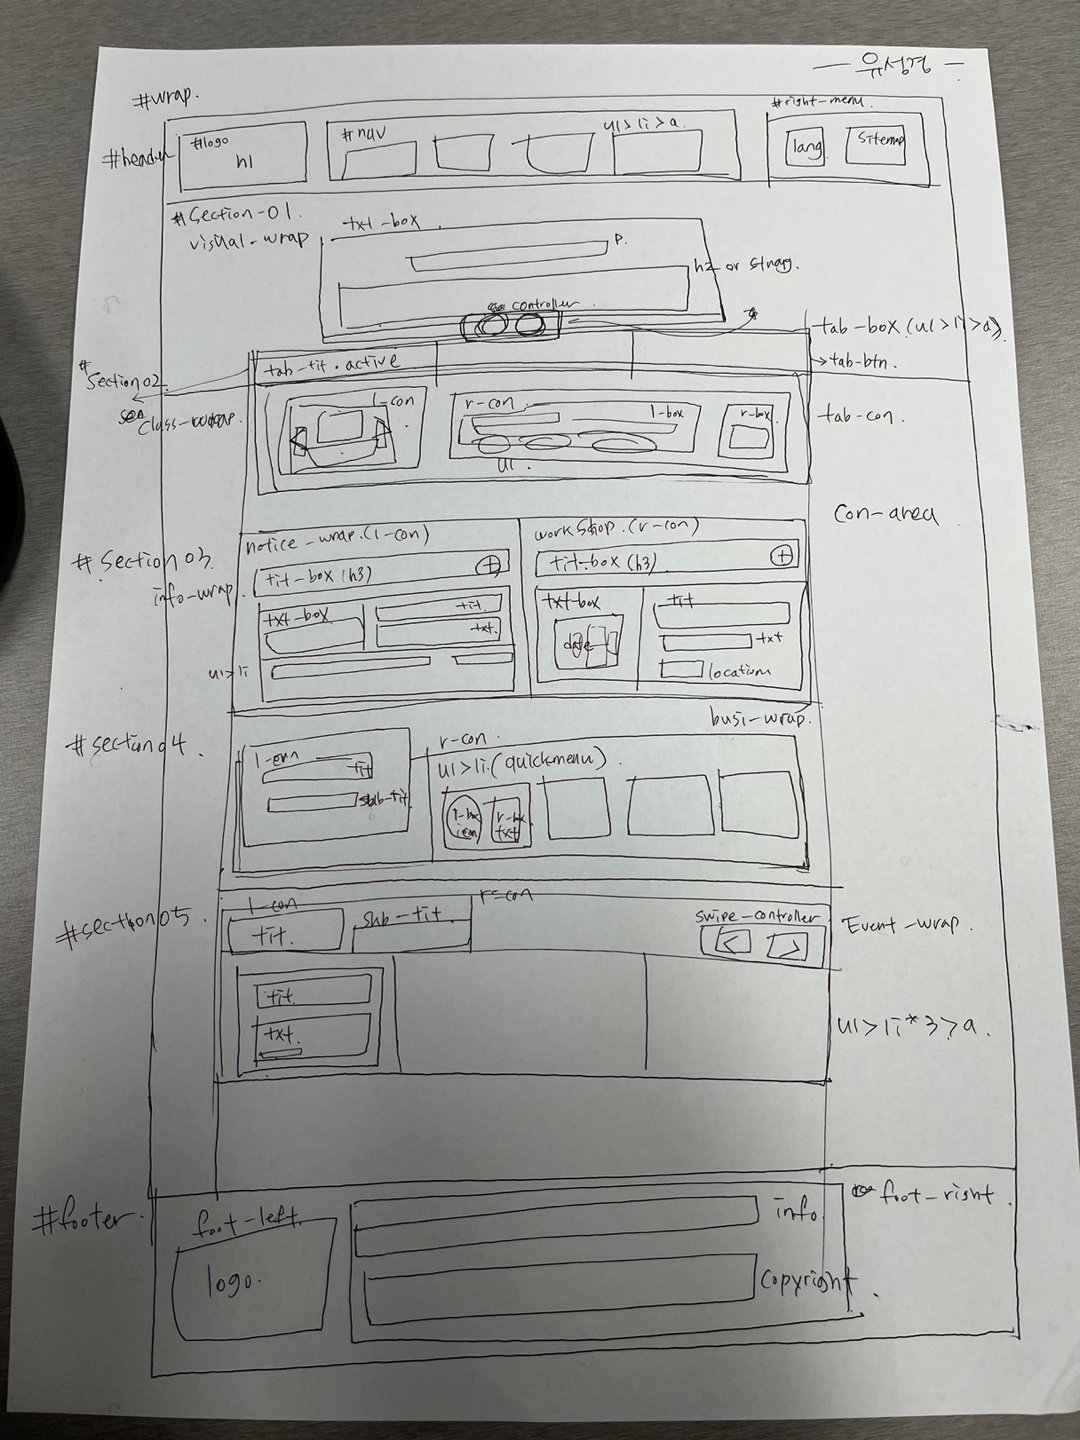 — 유성경 —
#wrap.
#right-menu.
#header
#logo
h1
#nav
ul>li>a.
lang
sitemap
#section-01.
visual-wrap
txt-box.
p.
h2 or strong.
controller.
tab-box(ul>li>a)
tab-tit.active
→tab-btn.
#
section02
class-wrap.
l-con
r-con
l-box
r-box
tab-con.
ul.
con-area
#section03.
info-wrap.
notice-wrap.(l-con)
workshop.(r-con)
tit-box(h3)
+
tit-box(h3)
+
txt-box
tit.
txt.
ul>li
txt-box
date
tit
txt
location
busi-wrap.
#section04.
l-con
tit
sub-tit.
r-con.
ul>li.(quickmenu).
l-bx
icon
r-bx
txt
#section05.
l-con
tit.
sub-tit.
r-con
swipe-controller
< >
Event-wrap.
tit.
txt.
ul>li*3>a.
#footer.
foot-left.
logo.
info.
copyright.
foot-right.